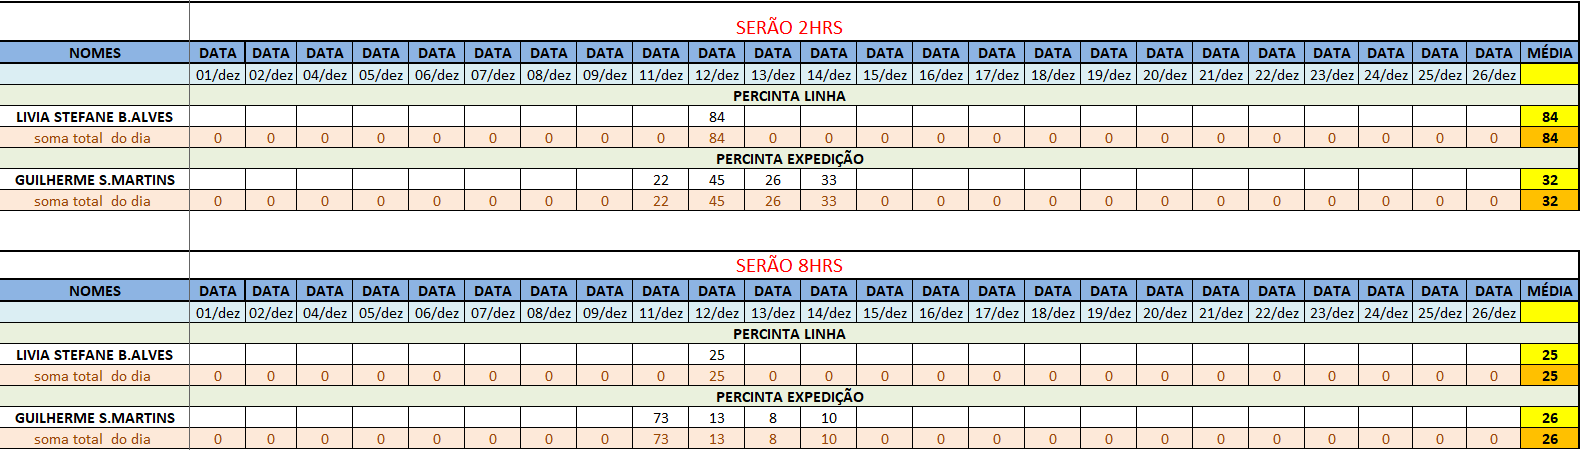 SERÃO 2HRS
NOMES DATA DATA DATA DATA DATA DATA DATA DATA DATA DATA DATA DATA DATA DATA DATA DATA DATA DATA DATA DATA DATA DATA DATA DATA MÉDIA
01/dez 02/dez 04/dez 05/dez 06/dez 07/dez 08/dez 09/dez 11/dez 12/dez 13/dez 14/dez 15/dez 16/dez 17/dez 18/dez 19/dez 20/dez 21/dez 22/dez 23/dez 24/dez 25/dez 26/dez
PERCINTA LINHA
LIVIA STEFANE B.ALVES 84 84
soma total do dia 0 0 0 0 0 0 0 0 0 84 0 0 0 0 0 0 0 0 0 0 0 0 0 0 84
PERCINTA EXPEDIÇÃO
GUILHERME S.MARTINS 22 45 26 33 32
soma total do dia 0 0 0 0 0 0 0 0 22 45 26 33 0 0 0 0 0 0 0 0 0 0 0 0 32
SERÃO 8HRS
NOMES DATA DATA DATA DATA DATA DATA DATA DATA DATA DATA DATA DATA DATA DATA DATA DATA DATA DATA DATA DATA DATA DATA DATA DATA MÉDIA
01/dez 02/dez 04/dez 05/dez 06/dez 07/dez 08/dez 09/dez 11/dez 12/dez 13/dez 14/dez 15/dez 16/dez 17/dez 18/dez 19/dez 20/dez 21/dez 22/dez 23/dez 24/dez 25/dez 26/dez
PERCINTA LINHA
LIVIA STEFANE B.ALVES 25 25
soma total do dia 0 0 0 0 0 0 0 0 0 25 0 0 0 0 0 0 0 0 0 0 0 0 0 0 25
PERCINTA EXPEDIÇÃO
GUILHERME S.MARTINS 73 13 8 10 26
soma total do dia 0 0 0 0 0 0 0 0 73 13 8 10 0 0 0 0 0 0 0 0 0 0 0 0 26